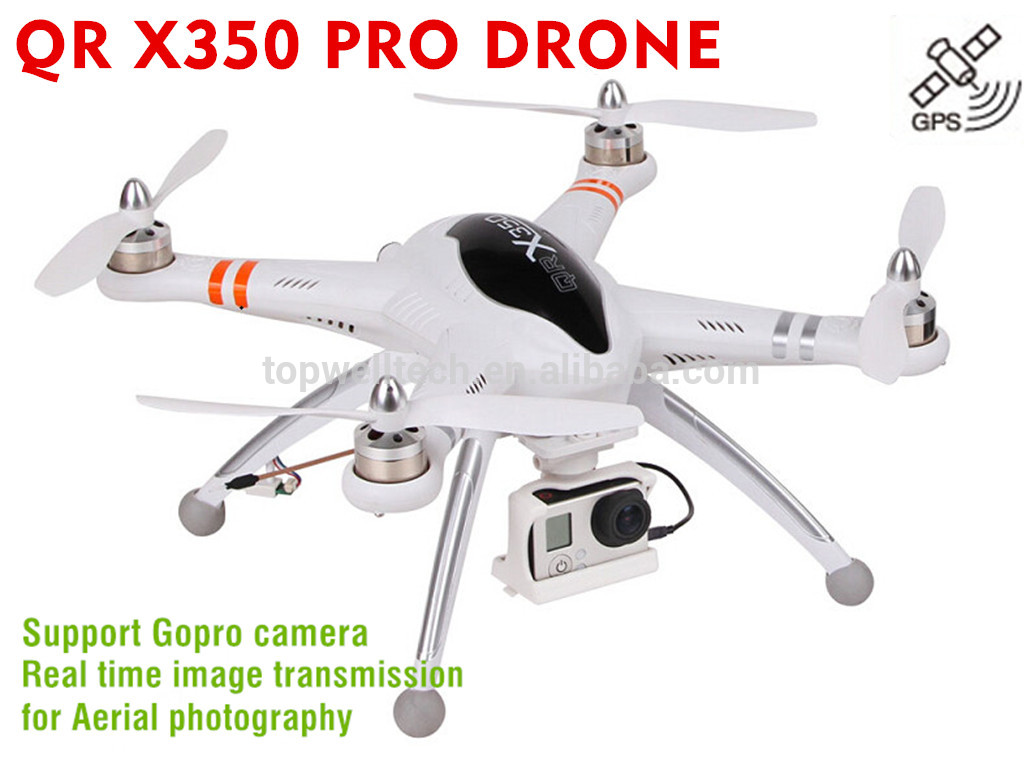 QR X350 PRO DRONE
GPS
QR X350
topwelltech.en.alibaba.com
Support Gopro camera
Real time image transmission
for Aerial photography